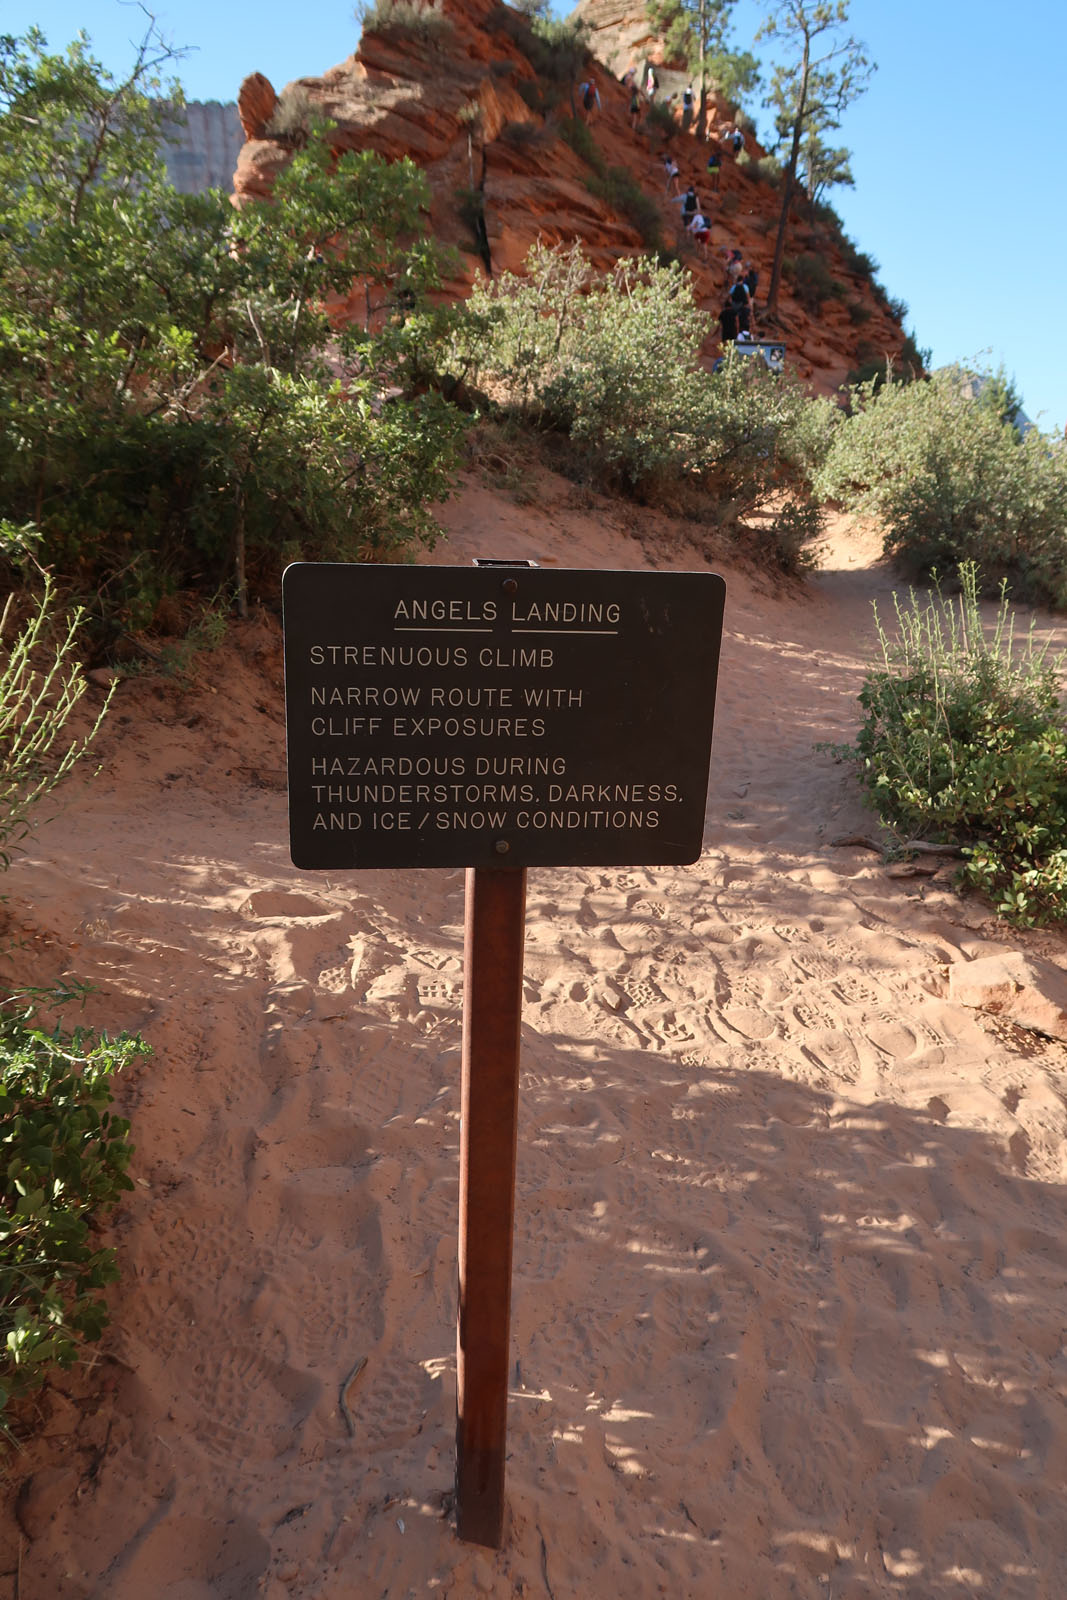 ANGELS LANDING
STRENUOUS CLIMB
NARROW ROUTE WITH
CLIFF EXPOSURES
HAZARDOUS DURING
THUNDERSTORMS, DARKNESS,
AND ICE/SNOW CONDITIONS